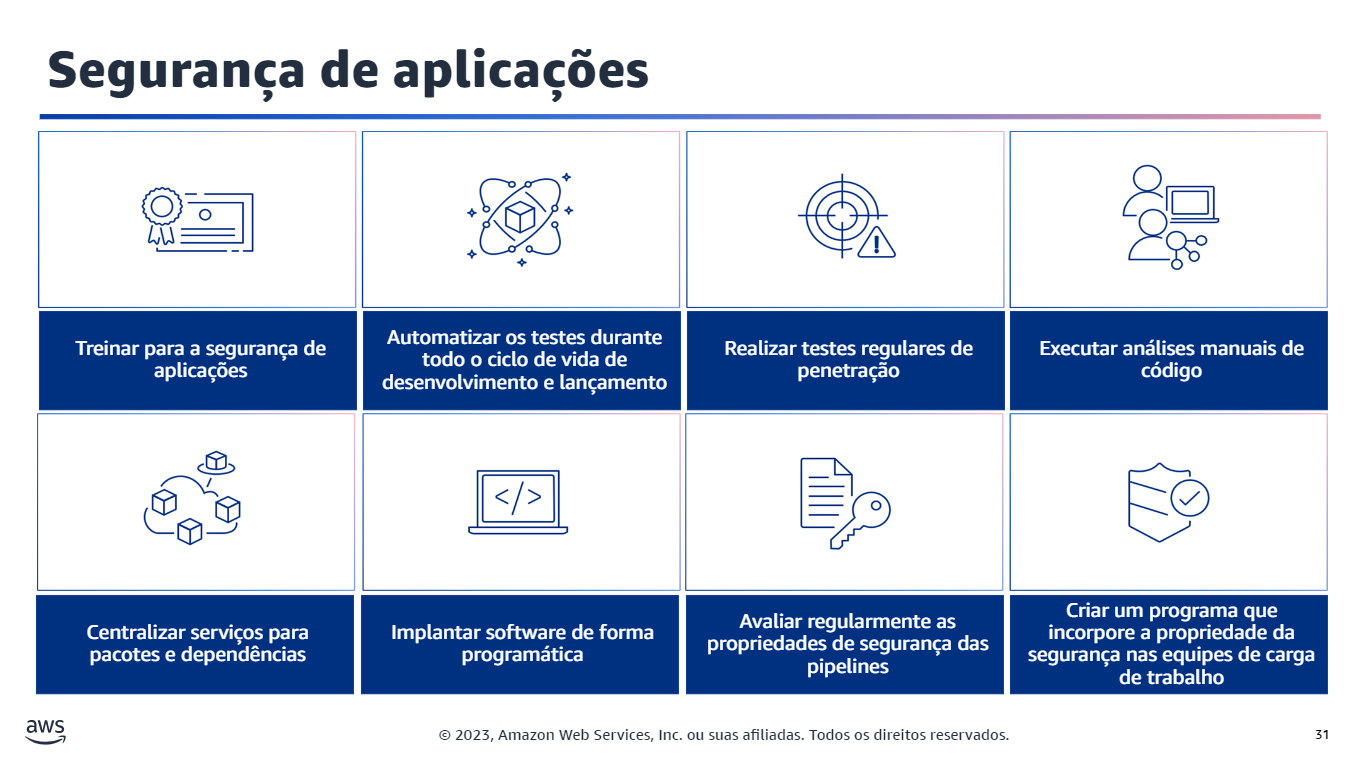 Segurança de aplicações
Treinar para a segurança de
aplicações
Automatizar os testes durante
todo o ciclo de vida de
desenvolvimento e lançamento
Realizar testes regulares de
penetração
Executar análises manuais de
código
Centralizar serviços para
pacotes e dependências
Implantar software de forma
programática
Avaliar regularmente as
propriedades de segurança das
pipelines
Criar um programa que
incorpore a propriedade da
segurança nas equipes de carga
de trabalho
aws
© 2023, Amazon Web Services, Inc. ou suas afiliadas. Todos os direitos reservados.
31